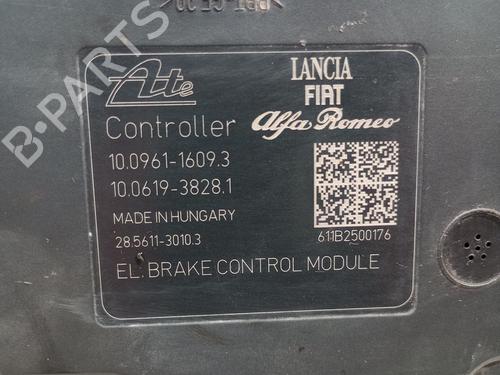 Ate
LANCIA
FIAT
Alfa Romeo
Controller
10.0961-1609.3
10.0619-3828.1
MADE IN HUNGARY
28.5611-3010.3
611B2500176
EL. BRAKE CONTROL MODULE
B-PARTS